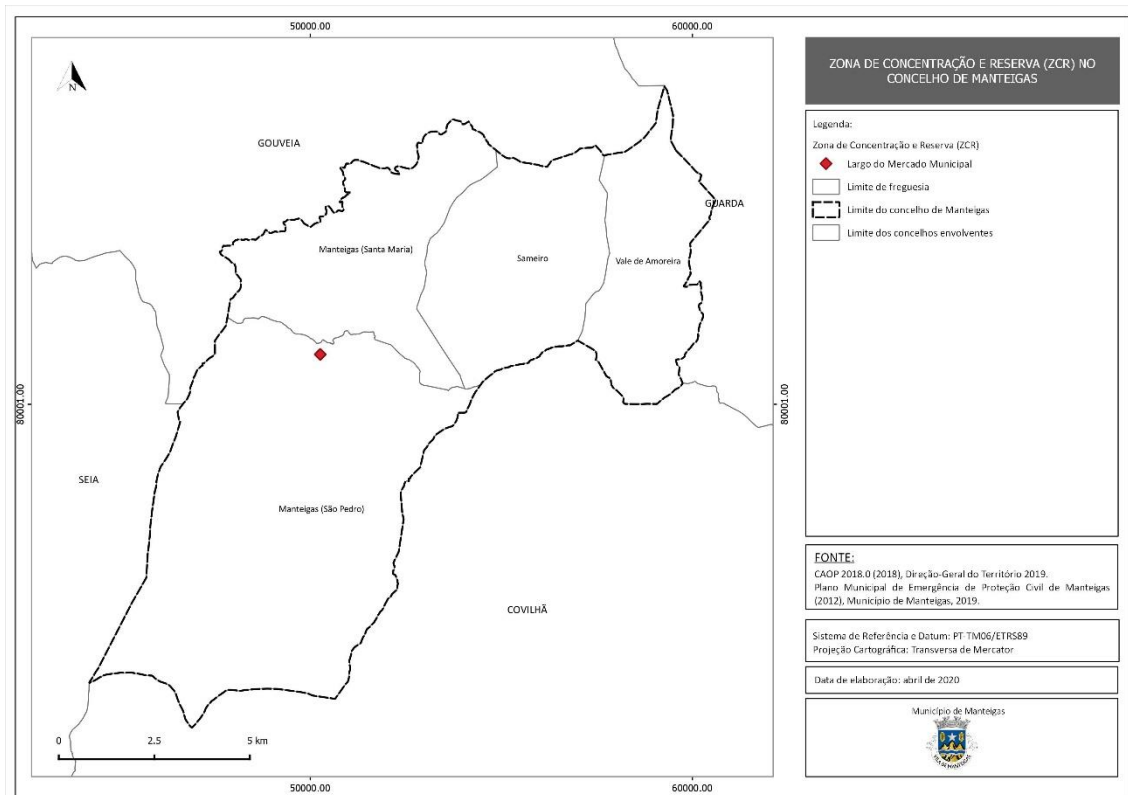 50000.00
60000.00
N
GOUVEIA
GUARDA
Manteigas (Santa Maria)
Sameiro
Vale de Amoreira
80001.00
80001.00
SEIA
Manteigas (São Pedro)
COVILHÃ
0 2.5 5 km
50000.00
60000.00
ZONA DE CONCENTRAÇÃO E RESERVA (ZCR) NO
CONCELHO DE MANTEIGAS
Legenda:
Zona de Concentração e Reserva (ZCR)
Largo do Mercado Municipal
Limite de freguesia
Limite do concelho de Manteigas
Limite dos concelhos envolventes
FONTE:
CAOP 2018.0 (2018), Direção-Geral do Território 2019.
Plano Municipal de Emergência de Proteção Civil de Manteigas
(2012), Município de Manteigas, 2019.
Sistema de Referência e Datum: PT-TM06/ETRS89
Projeção Cartográfica: Transversa de Mercator
Data de elaboração: abril de 2020
Município de Manteigas
VILA DE MANTEIGAS